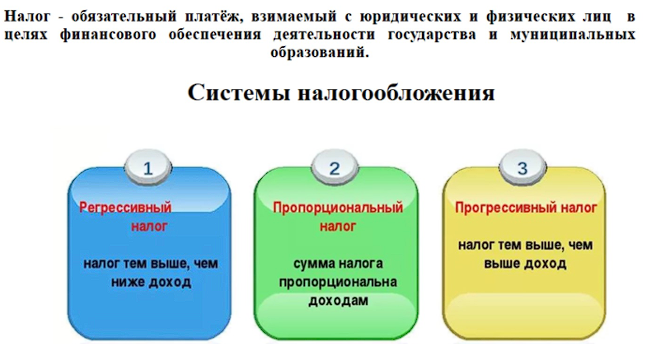 Налог - обязательный платёж, взимаемый с юридических и физических лиц в
целях финансового обеспечения деятельности государства и муниципальных
образований.
Системы налогообложения
1
Регрессивный
налог
налог тем выше, чем
ниже доход
2
Пропорциональный
налог
сумма налога
пропорциональна
доходам
3
Прогрессивный налог
налог тем выше, чем
выше доход